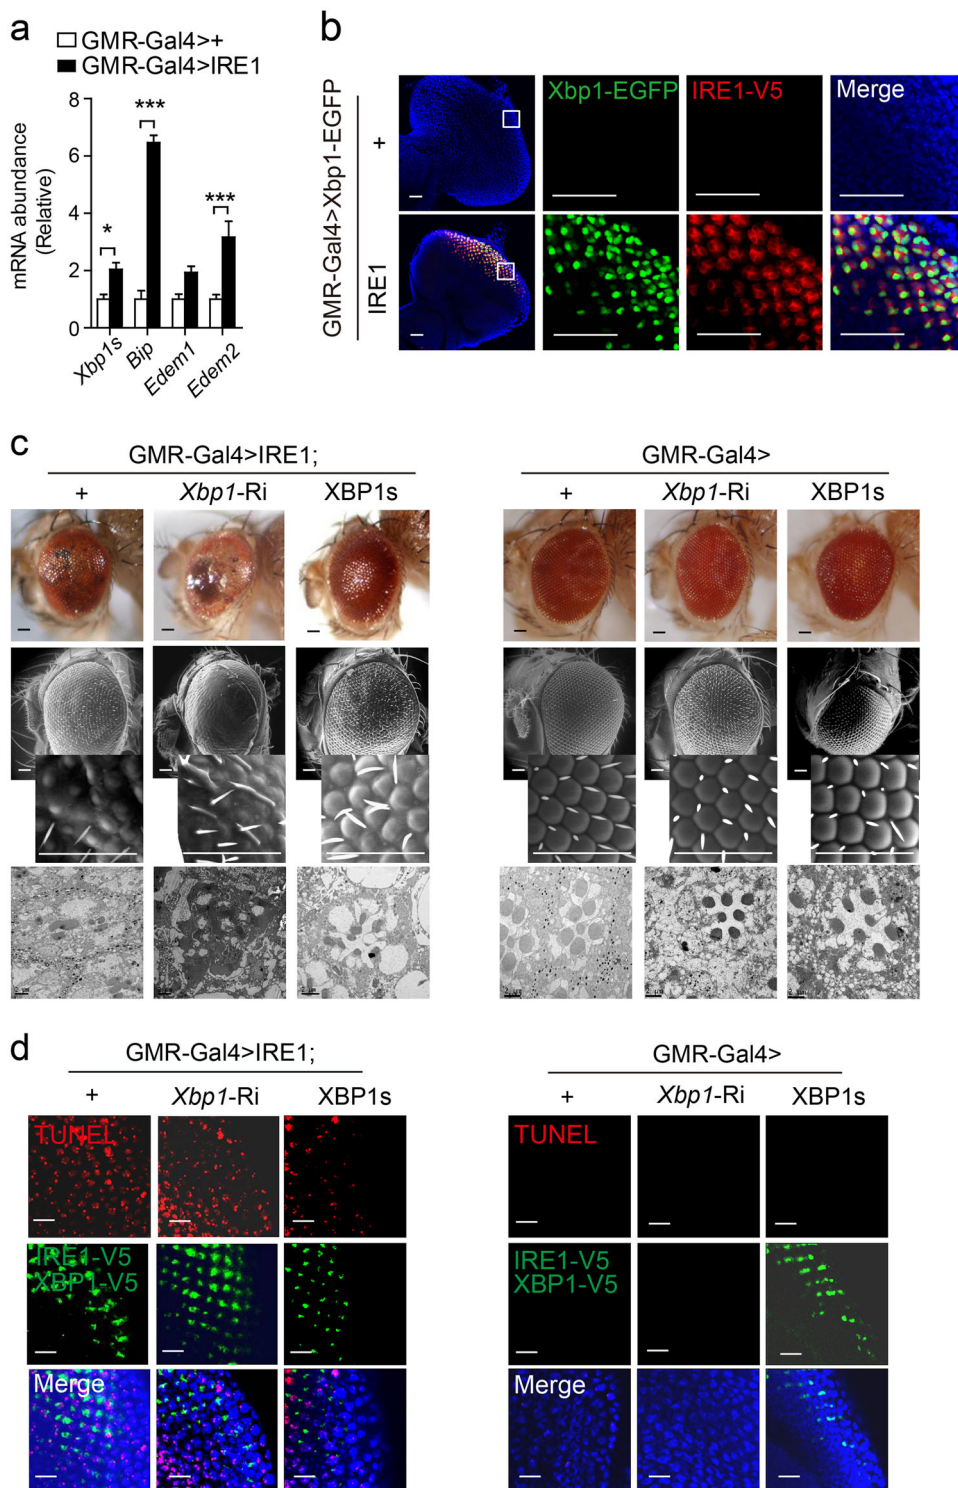 a
GMR-Gal4>+
GMR-Gal4>IRE1
mRNA abundance
(Relative)
8
6
4
2
0
***
***
*
Xbp1s
Bip
Edem1
Edem2
b
GMR-Gal4>Xbp1-EGFP
+
IRE1
Xbp1-EGFP
IRE1-V5
Merge
c
GMR-Gal4>IRE1;
+
Xbp1-Ri
XBP1s
GMR-Gal4>
+
Xbp1-Ri
XBP1s
d
GMR-Gal4>IRE1;
+
Xbp1-Ri
XBP1s
TUNEL
IRE1-V5
XBP1-V5
Merge
GMR-Gal4>
+
Xbp1-Ri
XBP1s
TUNEL
IRE1-V5
XBP1-V5
Merge